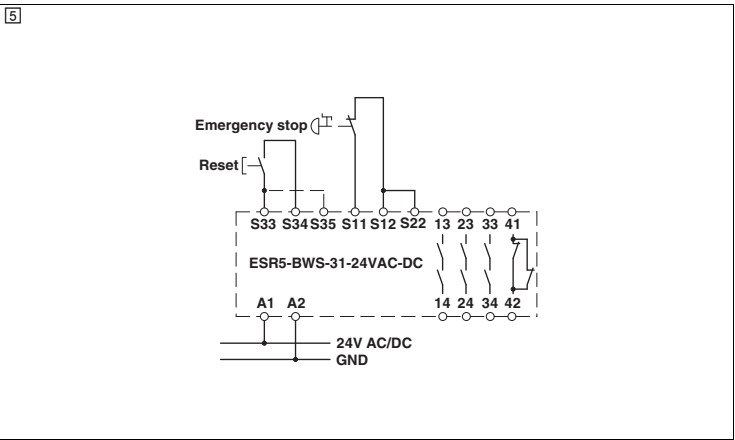 5
Emergency stop
Reset
S33 S34 S35 S11 S12 S22 13 23 33 41
ESR5-BWS-31-24VAC-DC
A1 A2 14 24 34 42
24V AC/DC
GND